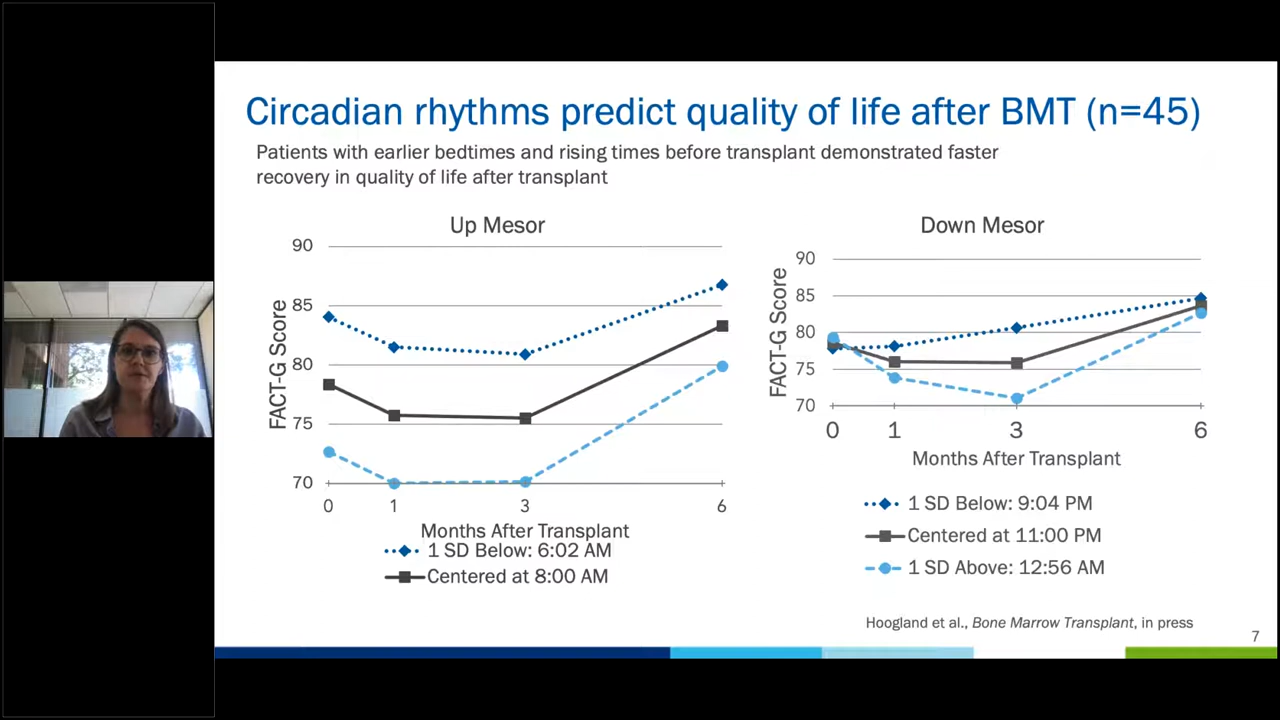 Circadian rhythms predict quality of life after BMT (n=45)
Patients with earlier bedtimes and rising times before transplant demonstrated faster
recovery in quality of life after transplant
Up Mesor
90
85
80
75
70
FACT-G Score
0 1 3 6
Months After Transplant
1 SD Below: 6:02 AM
Centered at 8:00 AM
Down Mesor
90
85
80
75
70
FACT-G Score
0 1 3 6
Months After Transplant
1 SD Below: 9:04 PM
Centered at 11:00 PM
1 SD Above: 12:56 AM
Hoogland et al., Bone Marrow Transplant, in press
7